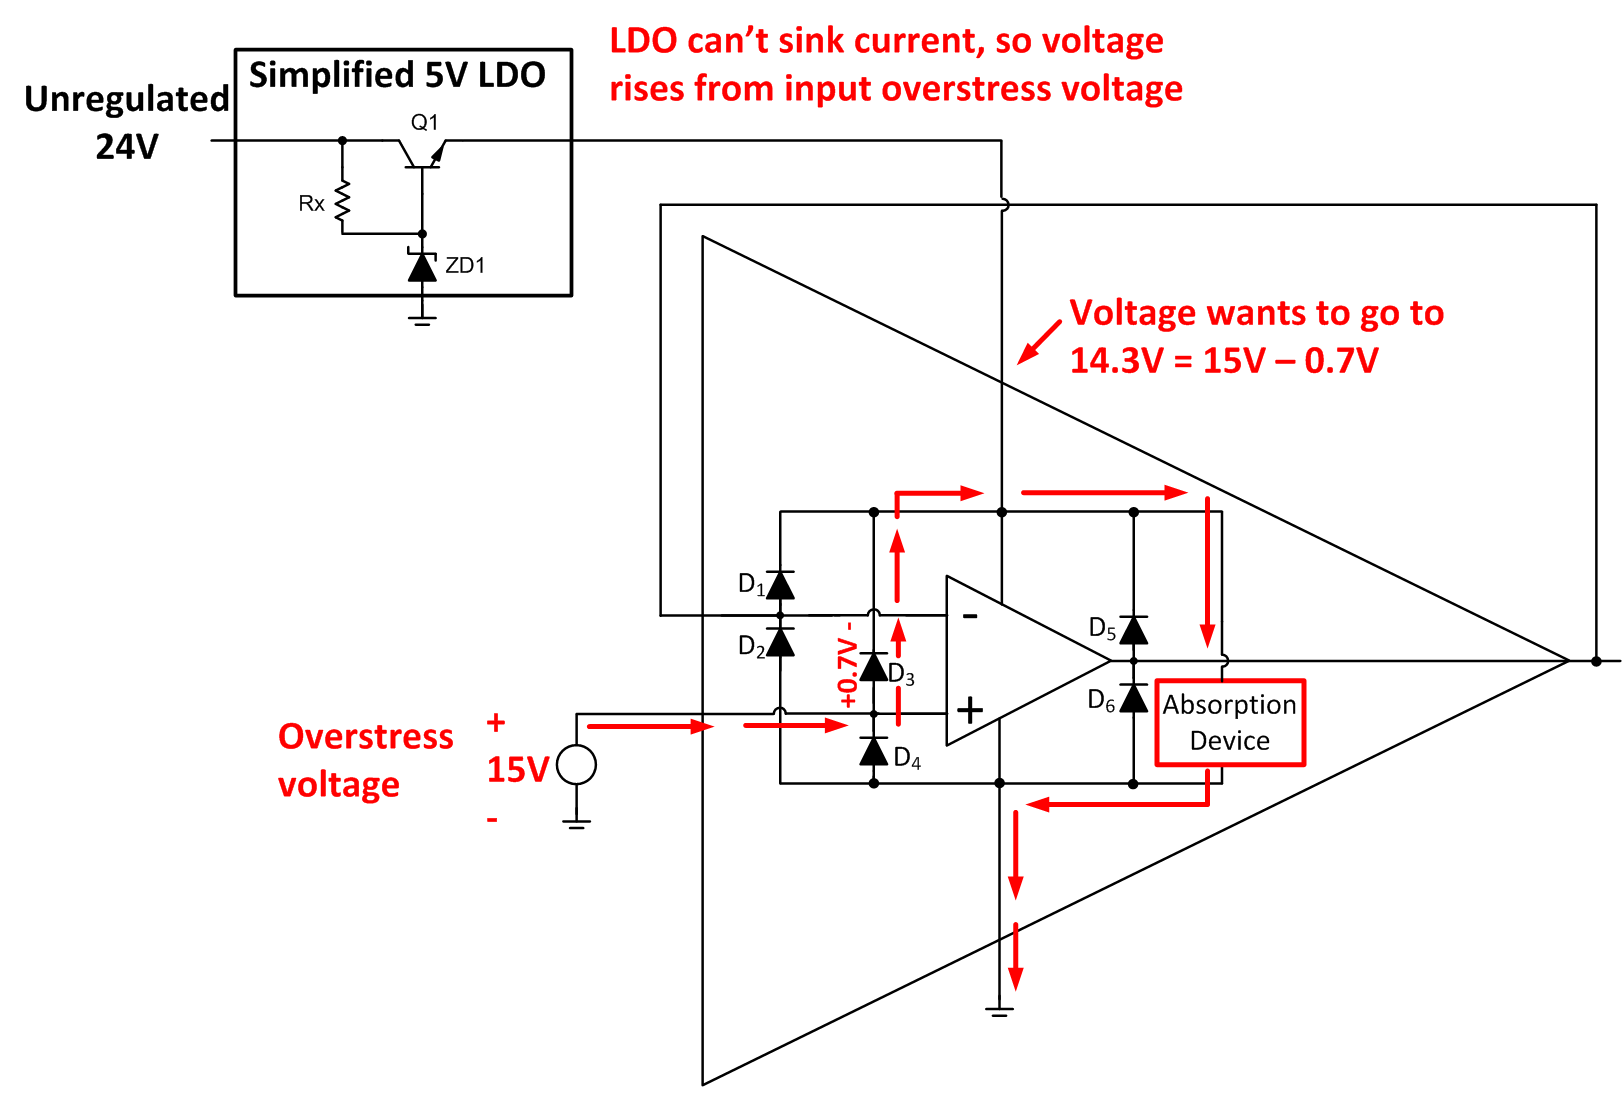 LDO can't sink current, so voltage
rises from input overstress voltage
Simplified 5V LDO
Unregulated
24V
Q1
Rx
ZD1
Voltage wants to go to
14.3V = 15V – 0.7V
D1
D2
+0.7V -
D3
D4
-
+
D5
D6
Absorption
Device
Overstress
voltage
+
15V
-